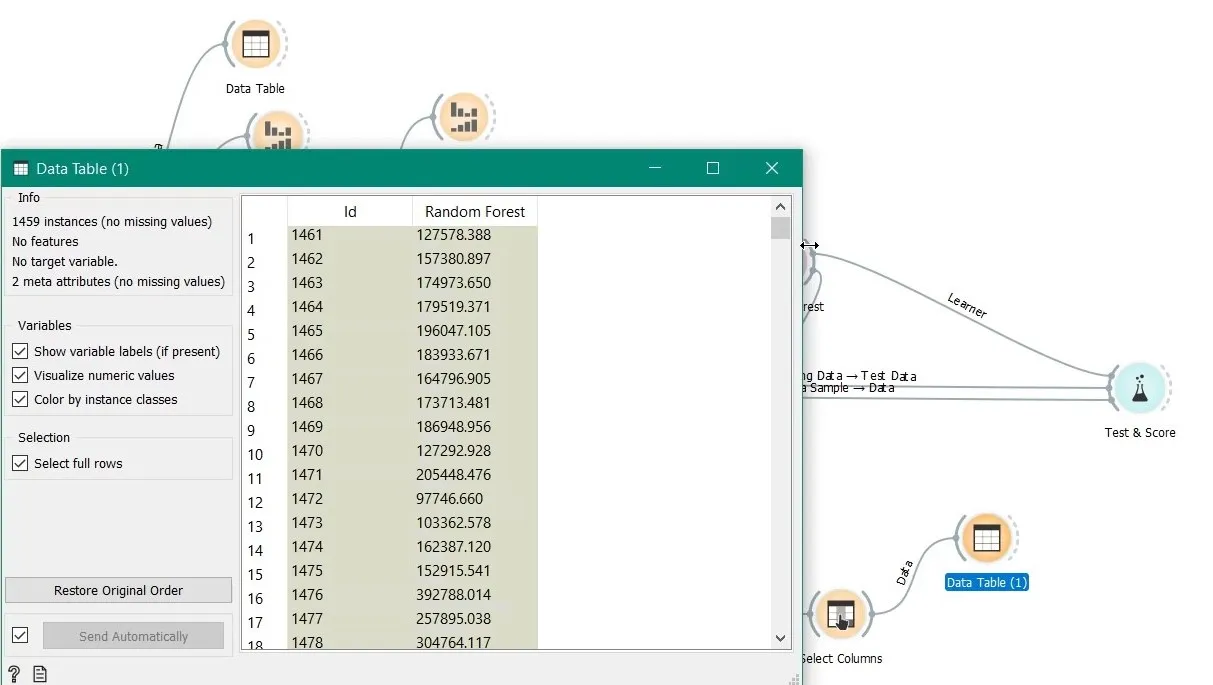 Data Table
a
Data Table (1)
Info
1459 instances (no missing values)
No features
No target variable.
2 meta attributes (no missing values)
Variables
Show variable labels (if present)
Visualize numeric values
Color by instance classes
Selection
Select full rows
Restore Original Order
Send Automatically
?
Id Random Forest
1 1461 127578.388
2 1462 157380.897
3 1463 174973.650
4 1464 179519.371
5 1465 196047.105
6 1466 183933.671
7 1467 164796.905
8 1468 173713.481
9 1469 186948.956
10 1470 127292.928
11 1471 205448.476
12 1472 97746.660
13 1473 103362.578
14 1474 162387.120
15 1475 152915.541
16 1476 392788.014
17 1477 257895.038
18 1478 304764.117
rest
Learner
ng Data → Test Data
a Sample → Data
Test & Score
Data
Data Table (1)
Select Columns